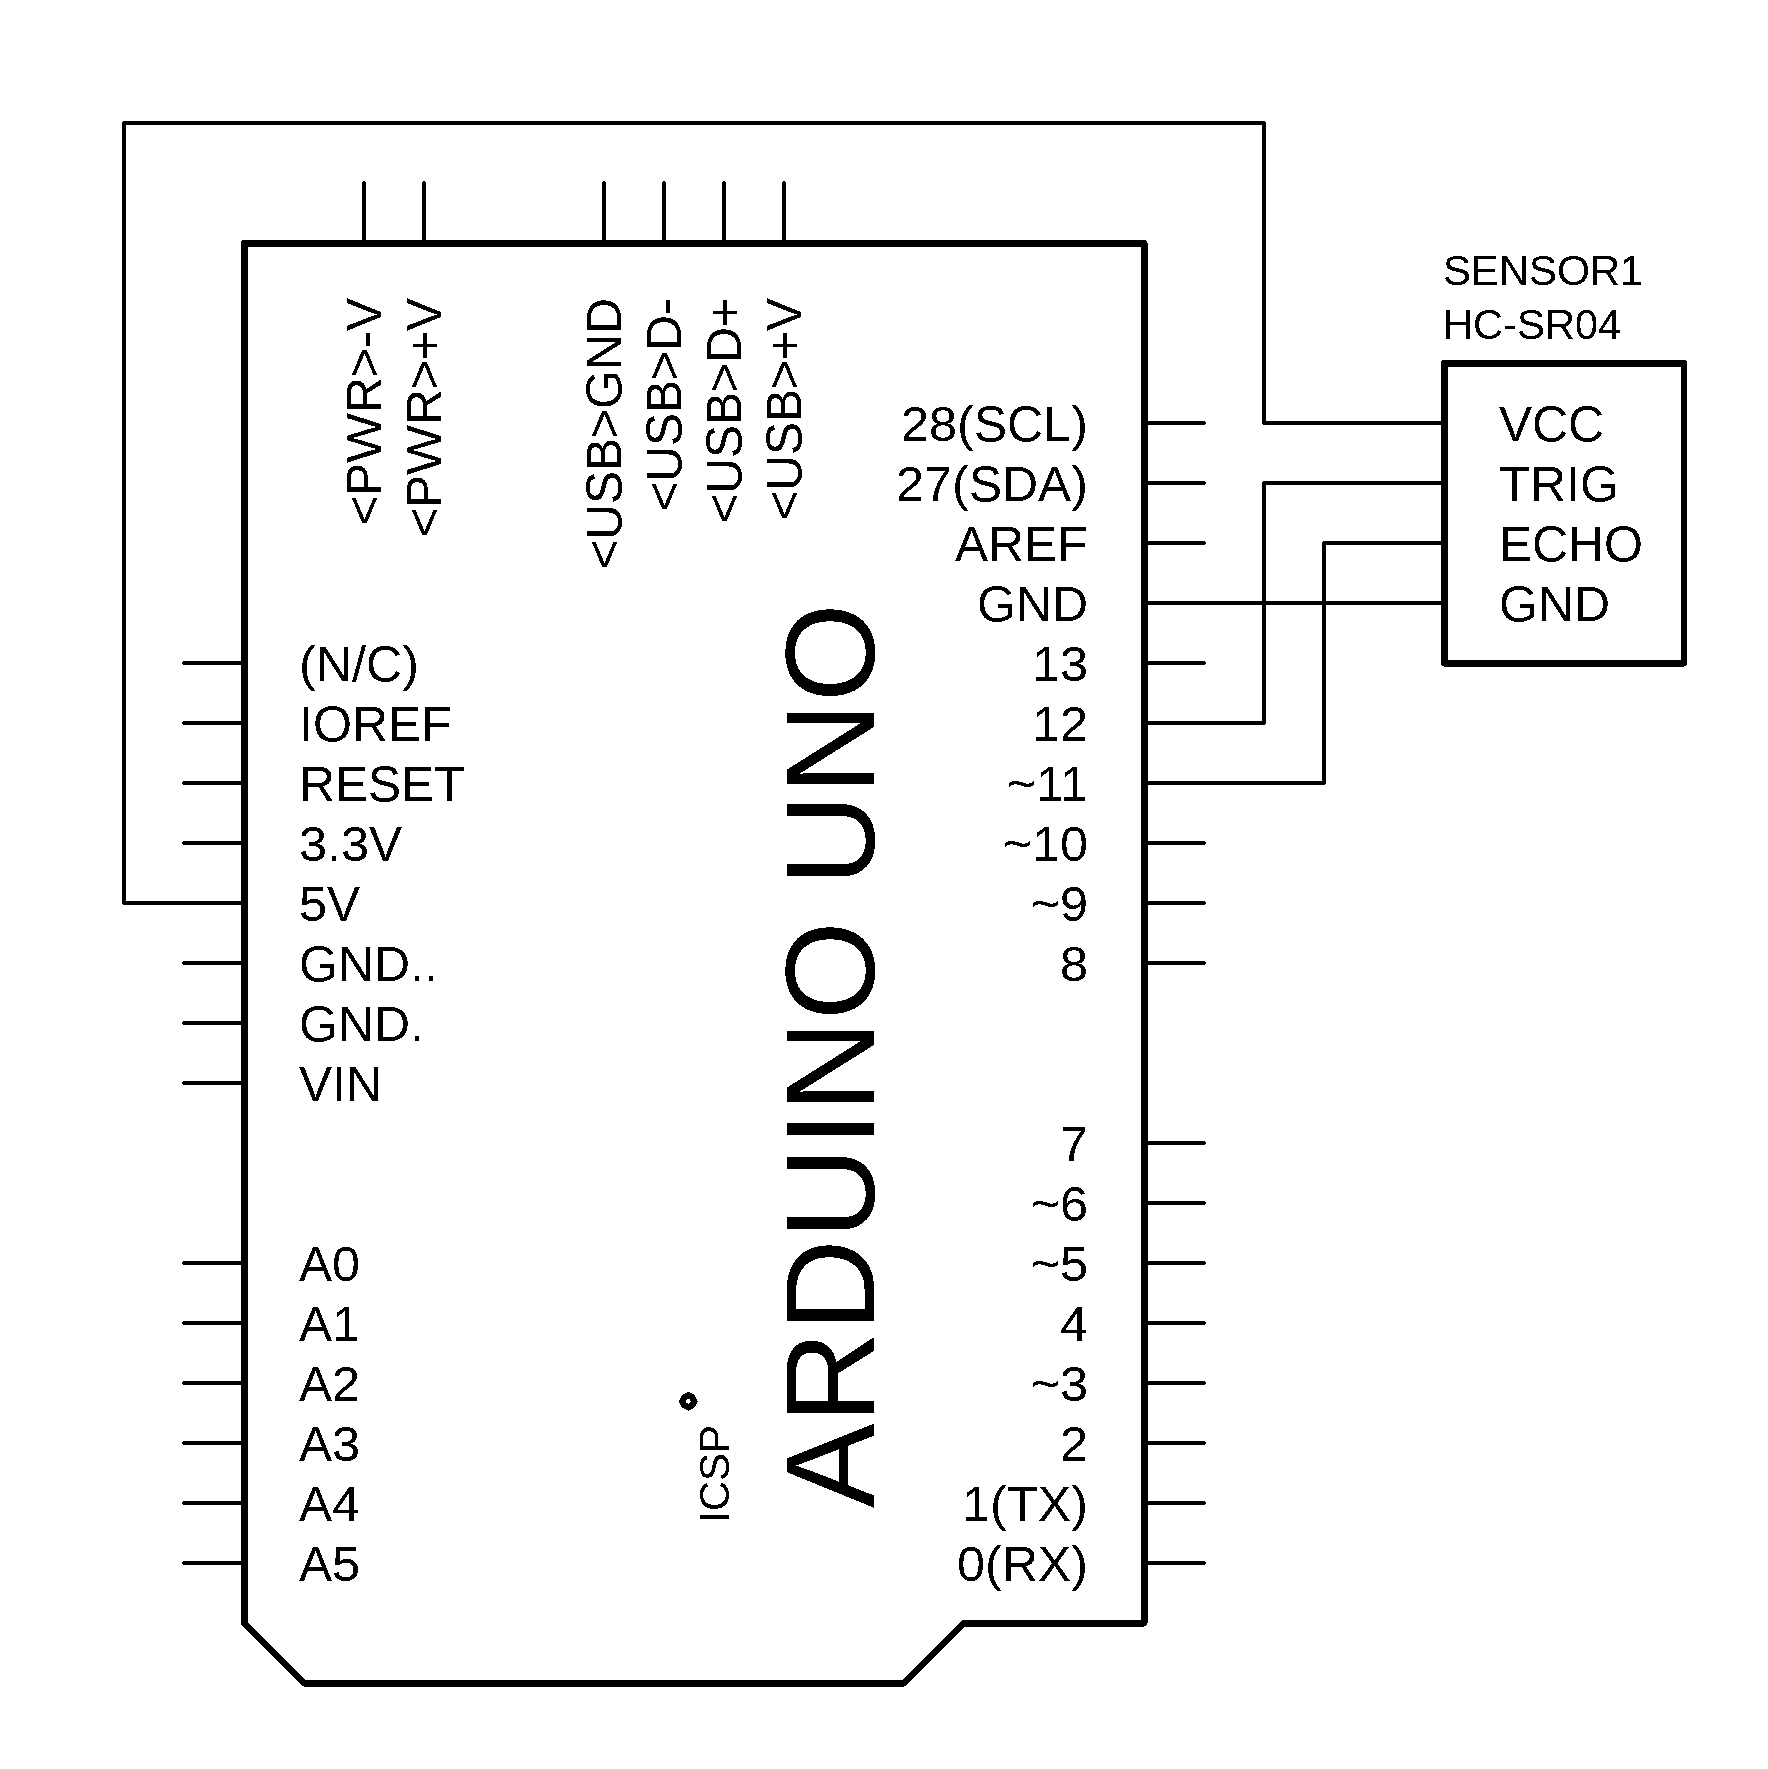 SENSOR1
HC-SR04
VCC
TRIG
ECHO
GND
<PWR>-V
<PWR>+V
<USB>GND
<USB>D-
<USB>D+
<USB>+V
28(SCL)
27(SDA)
AREF
GND
13
12
~11
~10
~9
8
7
~6
~5
4
~3
2
1(TX)
0(RX)
(N/C)
IOREF
RESET
3.3V
5V
GND..
GND.
VIN
A0
A1
A2
A3
A4
A5
ICSP
ARDUINO UNO